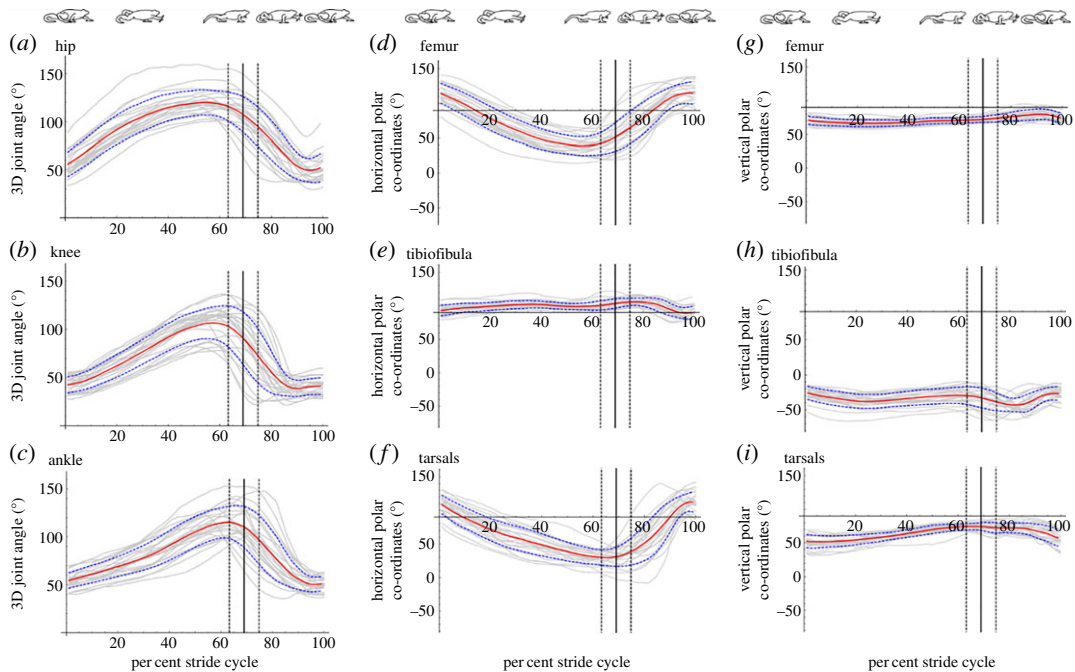 (a) hip
150
100
50
3D joint angle (°)
20 40 60 80 100
(b) knee
150
100
50
3D joint angle (°)
20 40 60 80 100
(c) ankle
150
100
50
3D joint angle (°)
20 40 60 80 100
per cent stride cycle
(d) femur
150
100
50
0
–50
horizontal polar
co-ordinates (°)
20 40 60 80 100
(e) tibiofibula
150
100
50
0
–50
horizontal polar
co-ordinates (°)
20 40 60 80 100
(f) tarsals
150
100
50
0
–50
horizontal polar
co-ordinates (°)
20 40 60 80 100
per cent stride cycle
(g) femur
150
100
50
0
–50
vertical polar
co-ordinates (°)
20 40 60 80 100
(h) tibiofibula
150
100
50
0
–50
vertical polar
co-ordinates (°)
20 40 60 80 100
(i) tarsals
150
100
50
0
–50
vertical polar
co-ordinates (°)
20 40 60 80 100
per cent stride cycle